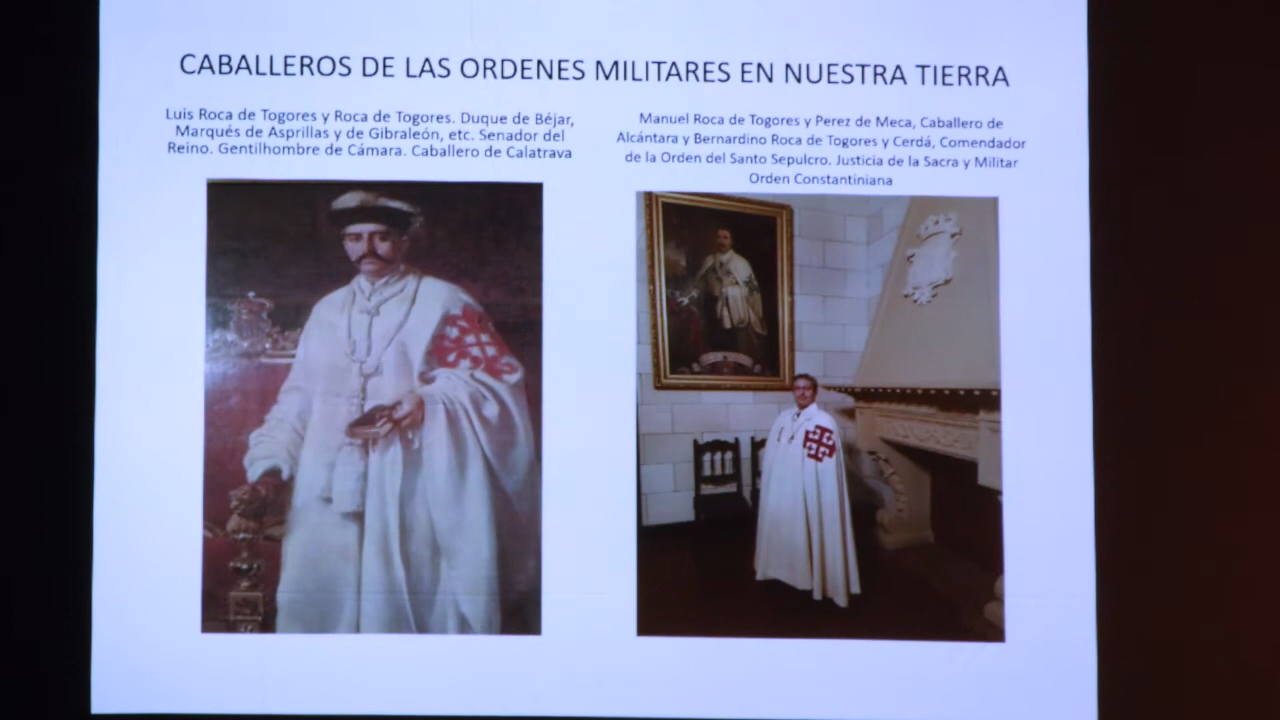 CABALLEROS DE LAS ORDENES MILITARES EN NUESTRA TIERRA
Luis Roca de Togores y Roca de Togores. Duque de Béjar,
Marqués de Asprillas y de Gibraleón, etc. Senador del
Reino. Gentilhombre de Cámara. Caballero de Calatrava
Manuel Roca de Togores y Perez de Meca, Caballero de
Alcántara y Bernardino Roca de Togores y Cerdá, Comendador
de la Orden del Santo Sepulcro. Justicia de la Sacra y Militar
Orden Constantiniana